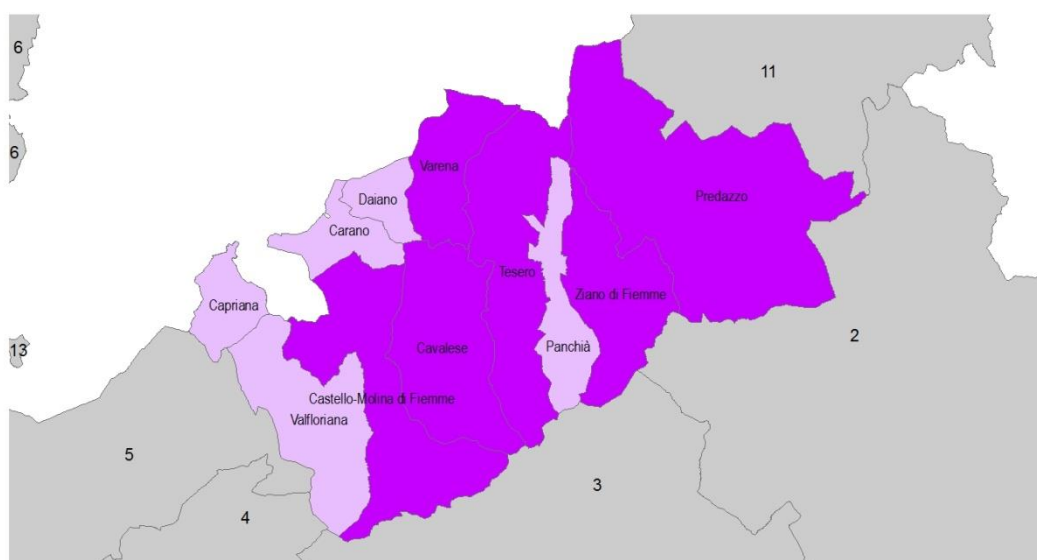 6
11
6
Varena
Daiano
Predazzo
Carano
Tesero
Ziano di Fiemme
Capriana
2
13
Cavalese
Panchià
Castello-Molina di Fiemme
Valfloriana
5
3
4